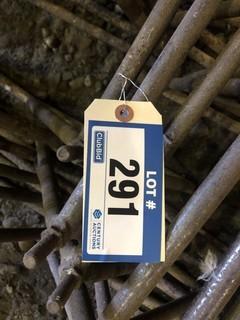 LOT #
291
ClubBid
CENTURY
AUCTIONS